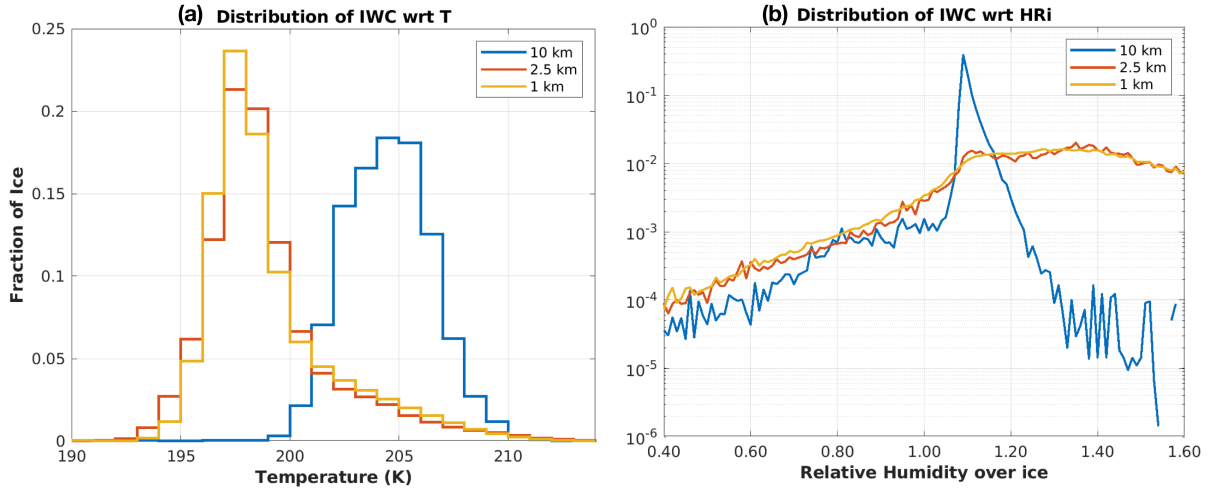 (a) Distribution of IWC wrt T
0.25
0.2
0.15
0.1
0.05
0
Fraction of Ice
10 km
2.5 km
1 km
190 195 200 205 210
Temperature (K)
(b) Distribution of IWC wrt HRi
10^0
10^-1
10^-2
10^-3
10^-4
10^-5
10^-6
10 km
2.5 km
1 km
0.40 0.60 0.80 1.00 1.20 1.40 1.60
Relative Humidity over ice